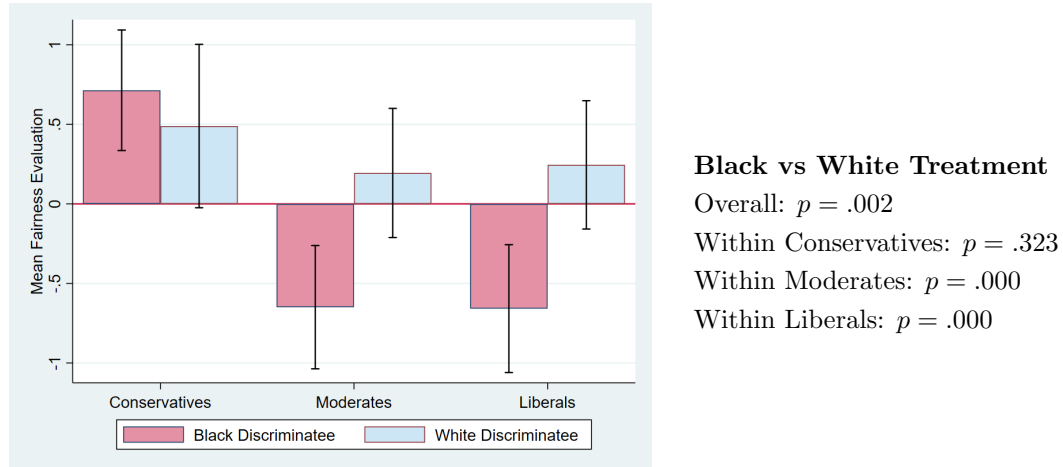 Mean Fairness Evaluation
1
.5
0
-.5
-1
Conservatives Moderates Liberals
Black Discriminatee White Discriminatee
Black vs White Treatment
Overall: p = .002
Within Conservatives: p = .323
Within Moderates: p = .000
Within Liberals: p = .000